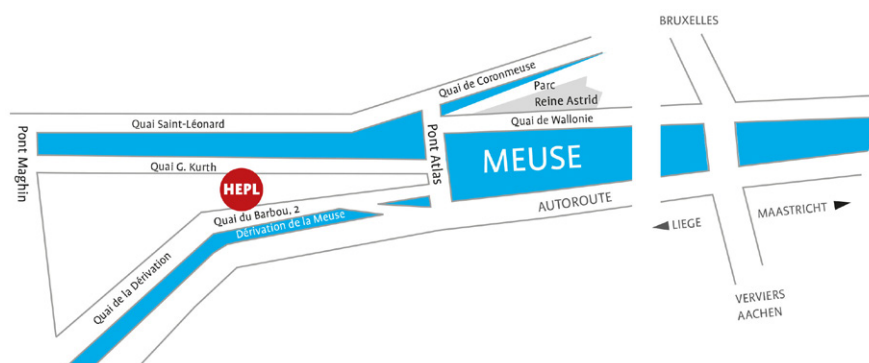 BRUXELLES
Quai de Coronmeuse
Parc
Reine Astrid
Quai Saint-Léonard
Quai de Wallonie
Pont Maghin
Pont Atlas
MEUSE
Quai G. Kurth
HEPL
Quai du Barbou, 2
Dérivation de la Meuse
AUTOROUTE
MAASTRICHT
LIEGE
Quai de la Dérivation
VERVIERS
AACHEN